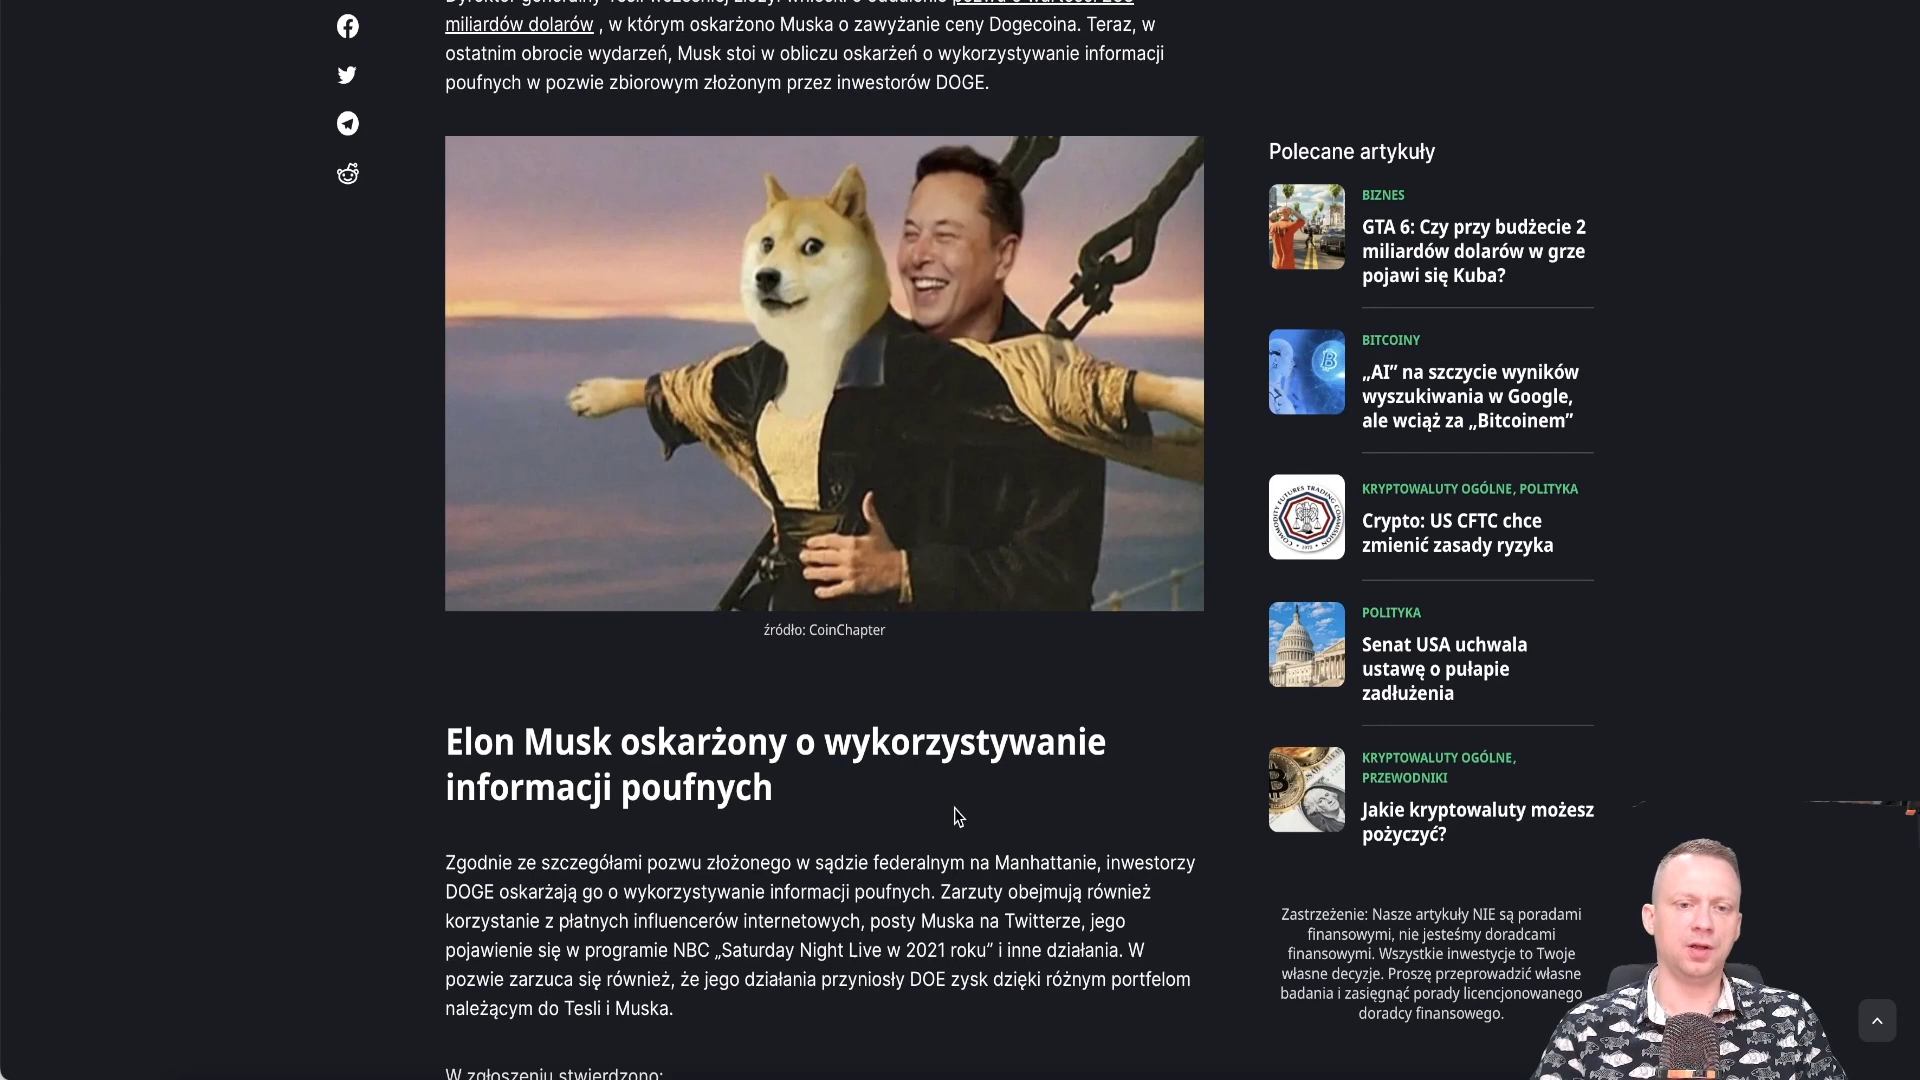 miliardów dolarów , w którym oskarżono Muska o zawyżanie ceny Dogecoina. Teraz, w
ostatnim obrocie wydarzeń, Musk stoi w obliczu oskarżeń o wykorzystywanie informacji
poufnych w pozwie zbiorowym złożonym przez inwestorów DOGE.
źródło: CoinChapter
Elon Musk oskarżony o wykorzystywanie
informacji poufnych
Zgodnie ze szczegółami pozwu złożonego w sądzie federalnym na Manhattanie, inwestorzy
DOGE oskarżają go o wykorzystywanie informacji poufnych. Zarzuty obejmują również
korzystanie z płatnych influencerów internetowych, posty Muska na Twitterze, jego
pojawienie się w programie NBC „Saturday Night Live w 2021 roku” i inne działania. W
pozwie zarzuca się również, że jego działania przyniosły DOE zysk dzięki różnym portfelom
należącym do Tesli i Muska.
W zgłoszeniu stwierdzono:
Polecane artykuły
BIZNES
GTA 6: Czy przy budżecie 2
miliardów dolarów w grze
pojawi się Kuba?
BITCOINY
„AI” na szczycie wyników
wyszukiwania w Google,
ale wciąż za „Bitcoinem”
COMMODITY FUTURES TRADING COMMISSION
KRYPTOWALUTY OGÓLNE, POLITYKA
Crypto: US CFTC chce
zmienić zasady ryzyka
POLITYKA
Senat USA uchwala
ustawę o pułapie
zadłużenia
KRYPTOWALUTY OGÓLNE,
PRZEWODNIKI
Jakie kryptowaluty możesz
pożyczyć?
Zastrzeżenie: Nasze artykuły NIE są poradami
finansowymi, nie jesteśmy doradcami
finansowymi. Wszystkie inwestycje to Twoje
własne decyzje. Proszę przeprowadzić własne
badania i zasięgnąć porady licencjonowanego
doradcy finansowego.